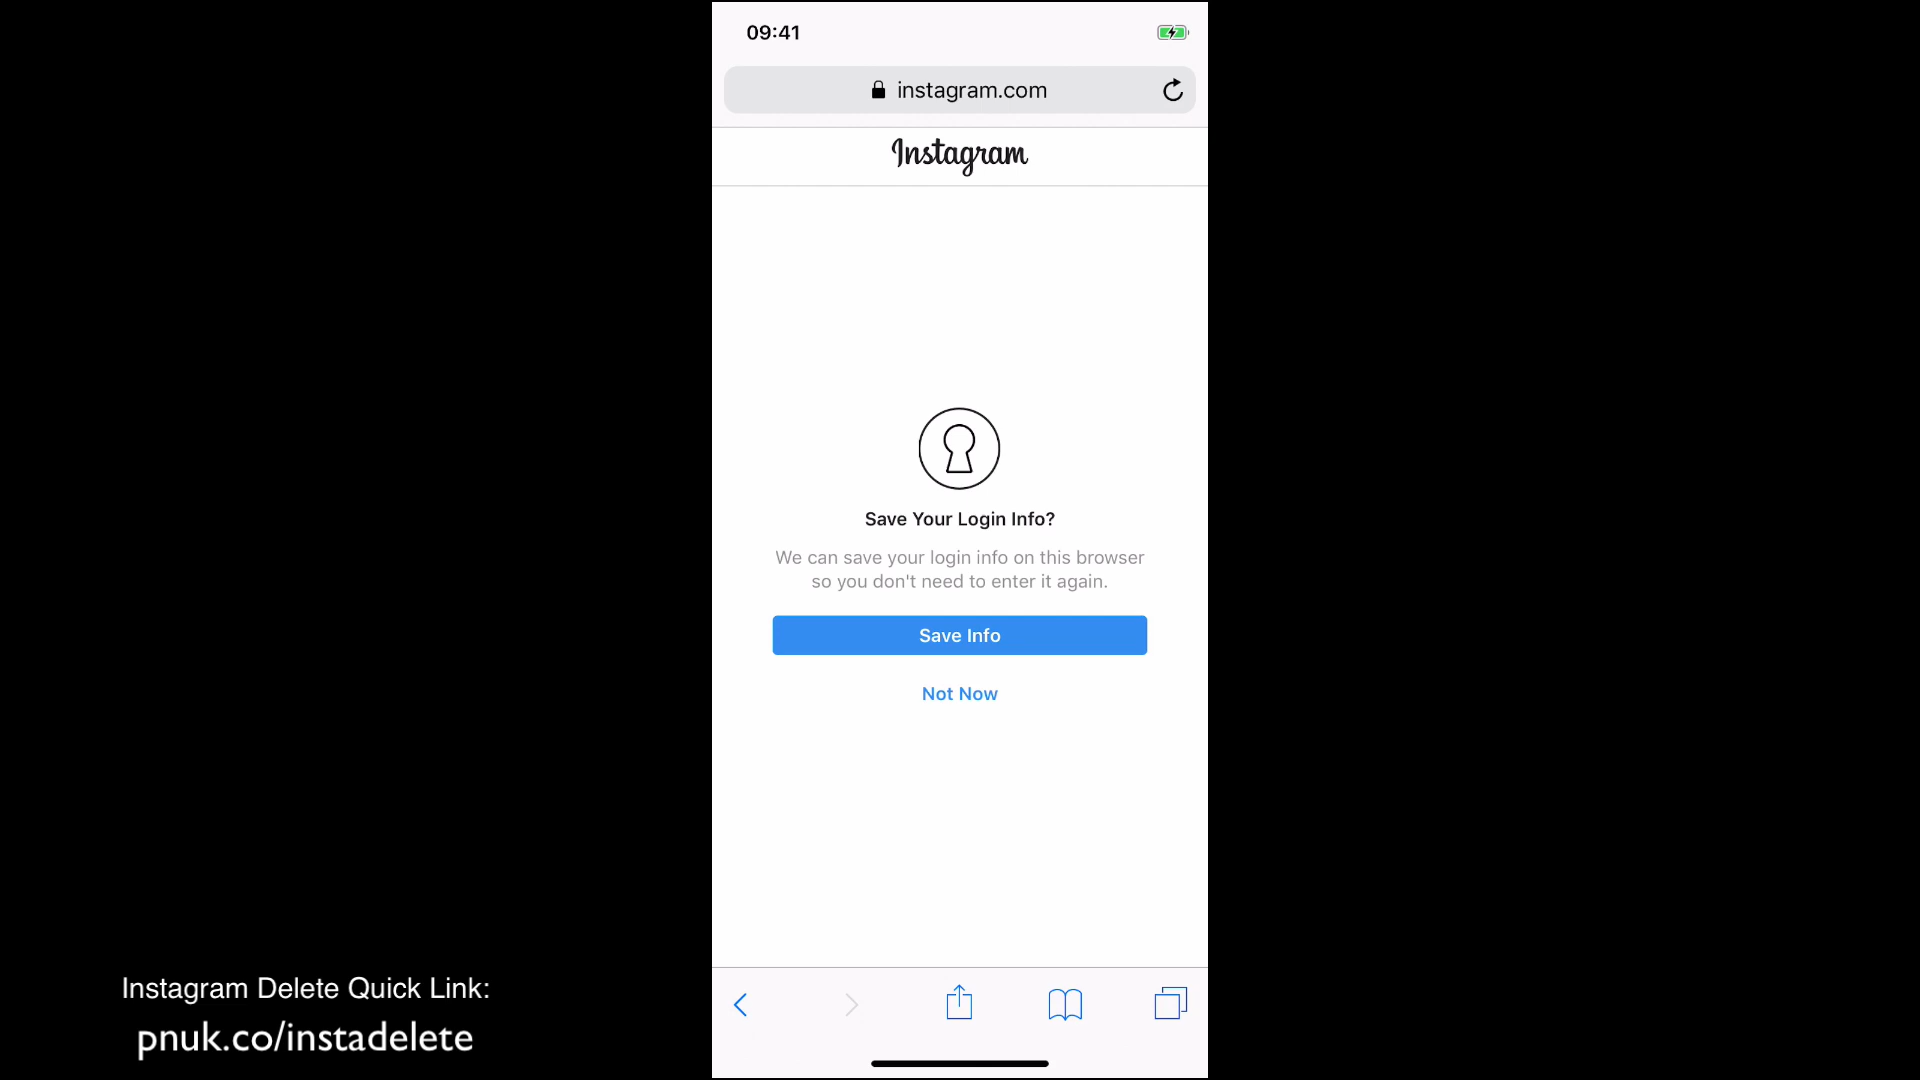 09:41
instagram.com
Instagram
Save Your Login Info?
We can save your login info on this browser
so you don't need to enter it again.
Save Info
Not Now
Instagram Delete Quick Link:
pnuk.co/instadelete